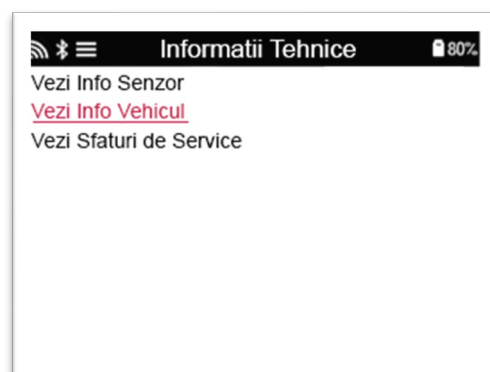 Informatii Tehnice 80%
Vezi Info Senzor
Vezi Info Vehicul
Vezi Sfaturi de Service